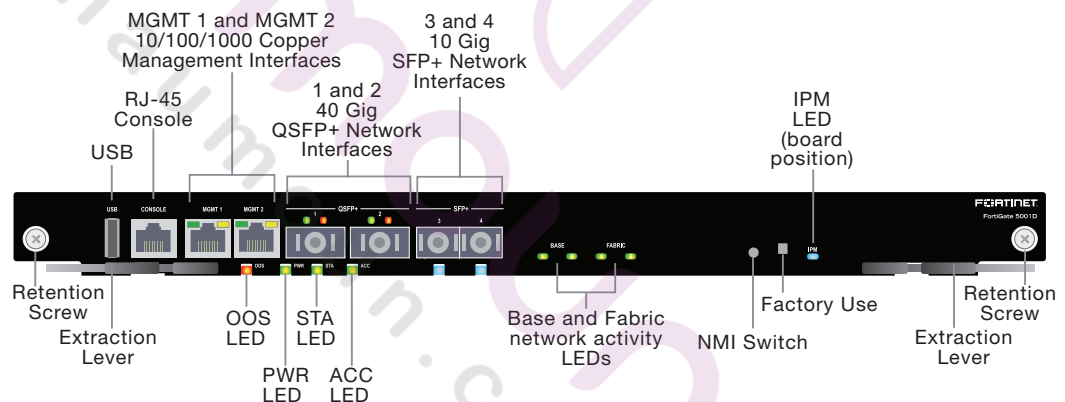 MGMT 1 and MGMT 2
10/100/1000 Copper
Management Interfaces
3 and 4
10 Gig
SFP+ Network
Interfaces
1 and 2
40 Gig
QSFP+ Network
Interfaces
RJ-45
Console
USB
IPM
LED
(board
position)
USB
CONSOLE
MGMT 1
MGMT 2
QSFP+
1
2
SFP+
3
4
BASE
FABRIC
IPM
FORTINET
FortiGate 5001D
OOS
PWR
STA
ACC
Retention
Screw
Extraction
Lever
OOS
LED
STA
LED
PWR
LED
ACC
LED
Base and Fabric
network activity
LEDs
NMI Switch
Factory Use
Extraction
Lever
Retention
Screw